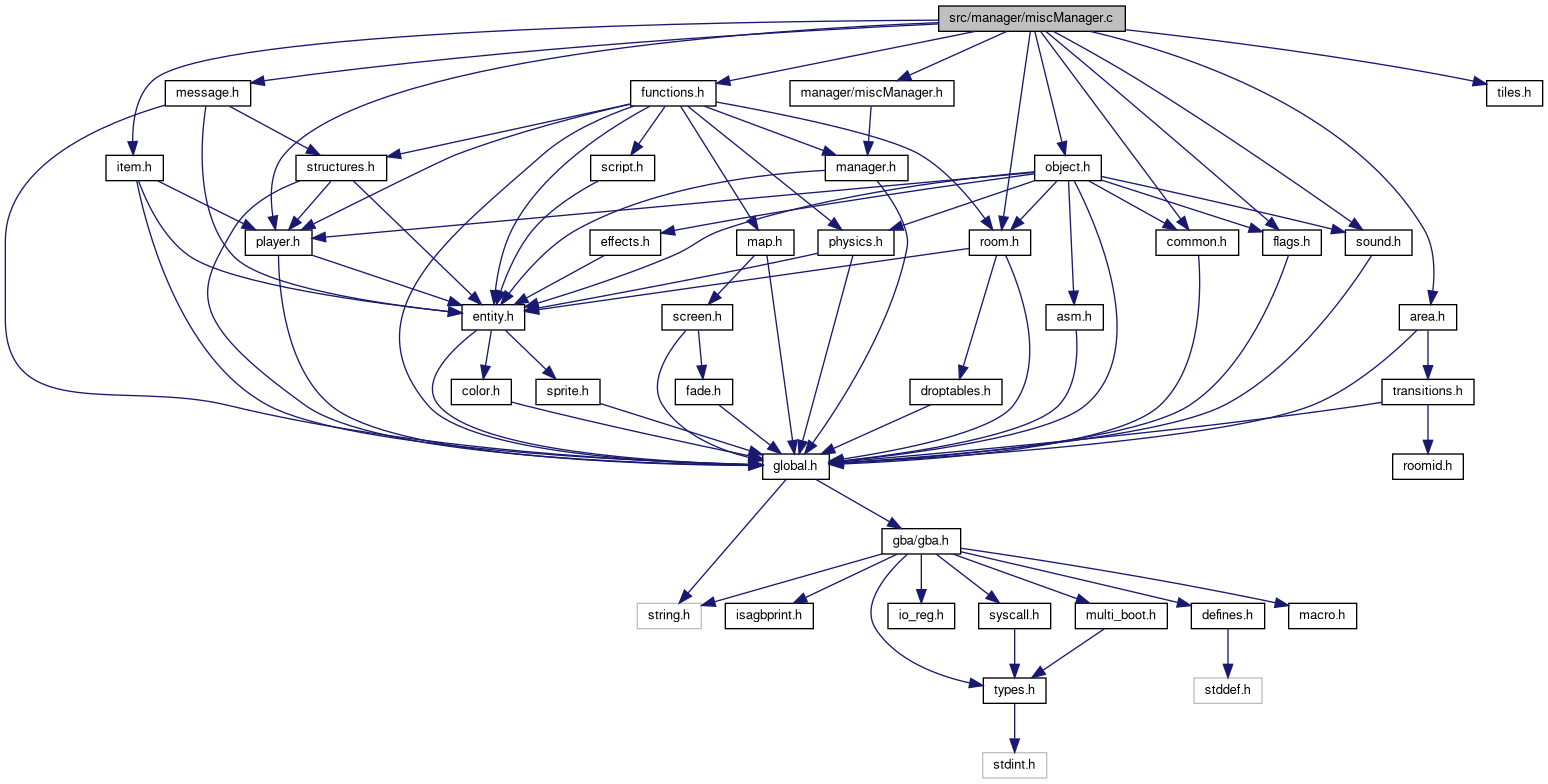 src/manager/miscManager.c
message.h
functions.h
manager/miscManager.h
tiles.h
item.h
structures.h
script.h
manager.h
object.h
player.h
effects.h
map.h
physics.h
room.h
common.h
flags.h
sound.h
entity.h
screen.h
asm.h
area.h
color.h
sprite.h
fade.h
droptables.h
transitions.h
global.h
roomid.h
gba/gba.h
string.h
isagbprint.h
io_reg.h
syscall.h
multi_boot.h
defines.h
macro.h
types.h
stddef.h
stdint.h